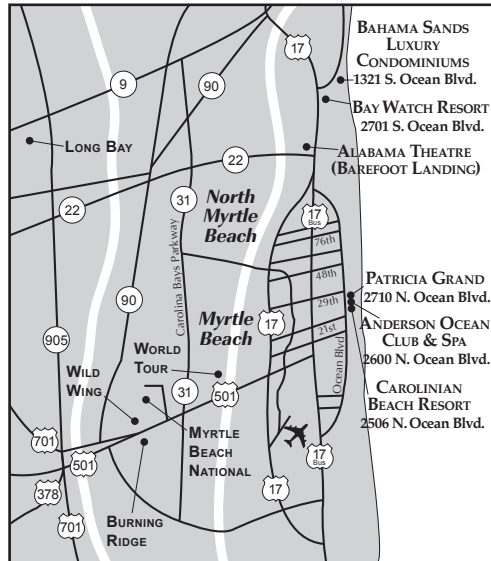 BAHAMA SANDS
LUXURY
CONDOMINIUMS
1321 S. OCEAN BLVD.
BAY WATCH RESORT
2701 S. OCEAN BLVD.
ALABAMA THEATRE
(BAREFOOT LANDING)
PATRICIA GRAND
2710 N. OCEAN BLVD.
ANDERSON OCEAN
CLUB & SPA
2600 N. OCEAN BLVD.
CAROLINIAN
BEACH RESORT
2506 N. OCEAN BLVD.
17
9
90
LONG BAY
22
31
22
North
Myrtle
Beach
17
Bus
76th
Carolina Bays Parkway
48th
90
29th
17
21st
905
Myrtle
Beach
WORLD
TOUR
Ocean Blvd
WILD
WING
31
501
701
MYRTLE
BEACH
NATIONAL
501
17
Bus
378
17
701
BURNING
RIDGE